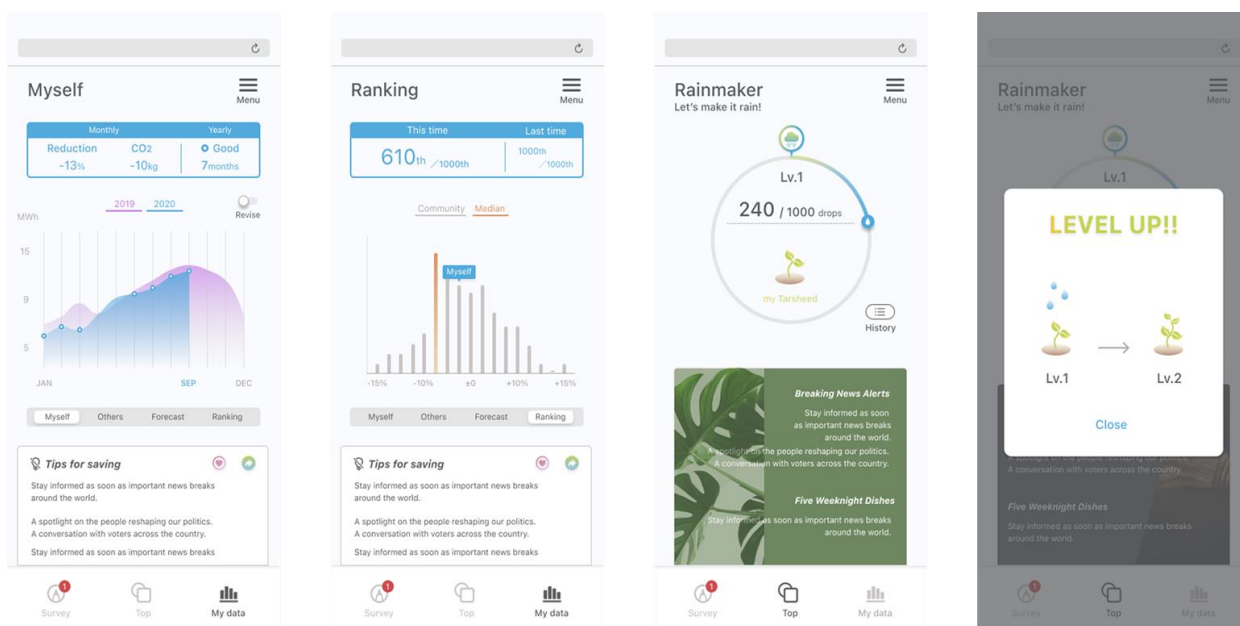 Myself
Menu
Monthly
Yearly
Reduction
CO2
Good
-13%
-10kg
7months
2019
2020
Revise
MWh
15
9
5
JAN
SEP
DEC
Myself
Others
Forecast
Ranking
Tips for saving
Stay informed as soon as important news breaks
around the world.
A spotlight on the people reshaping our politics.
A conversation with voters across the country.
Stay informed as soon as important news breaks
1
Survey
Top
My data
Ranking
Menu
This time
Last time
610th /1000th
1000th
/1000th
Community
Median
Myself
-15%
-10%
±0
+10%
+15%
Myself
Others
Forecast
Ranking
Tips for saving
Stay informed as soon as important news breaks
around the world.
A spotlight on the people reshaping our politics.
A conversation with voters across the country.
Stay informed as soon as important news breaks
1
Survey
Top
My data
Rainmaker
Let's make it rain!
Menu
Lv.1
240 / 1000 drops
my Tarsheed
History
Breaking News Alerts
Stay informed as soon
as important news breaks
around the world.
A spotlight on the people reshaping our politics.
A conversation with voters across the country.
Five Weeknight Dishes
Stay informed as soon as important news breaks
around the world.
1
Survey
Top
My data
Rainmaker
Let's make it rain!
Menu
Lv.1
LEVEL UP!!
Lv.1
Lv.2
Close
A conversation with voters across the country.
Five Weeknight Dishes
Stay informed as soon as important news breaks
around the world.
1
Survey
Top
My data